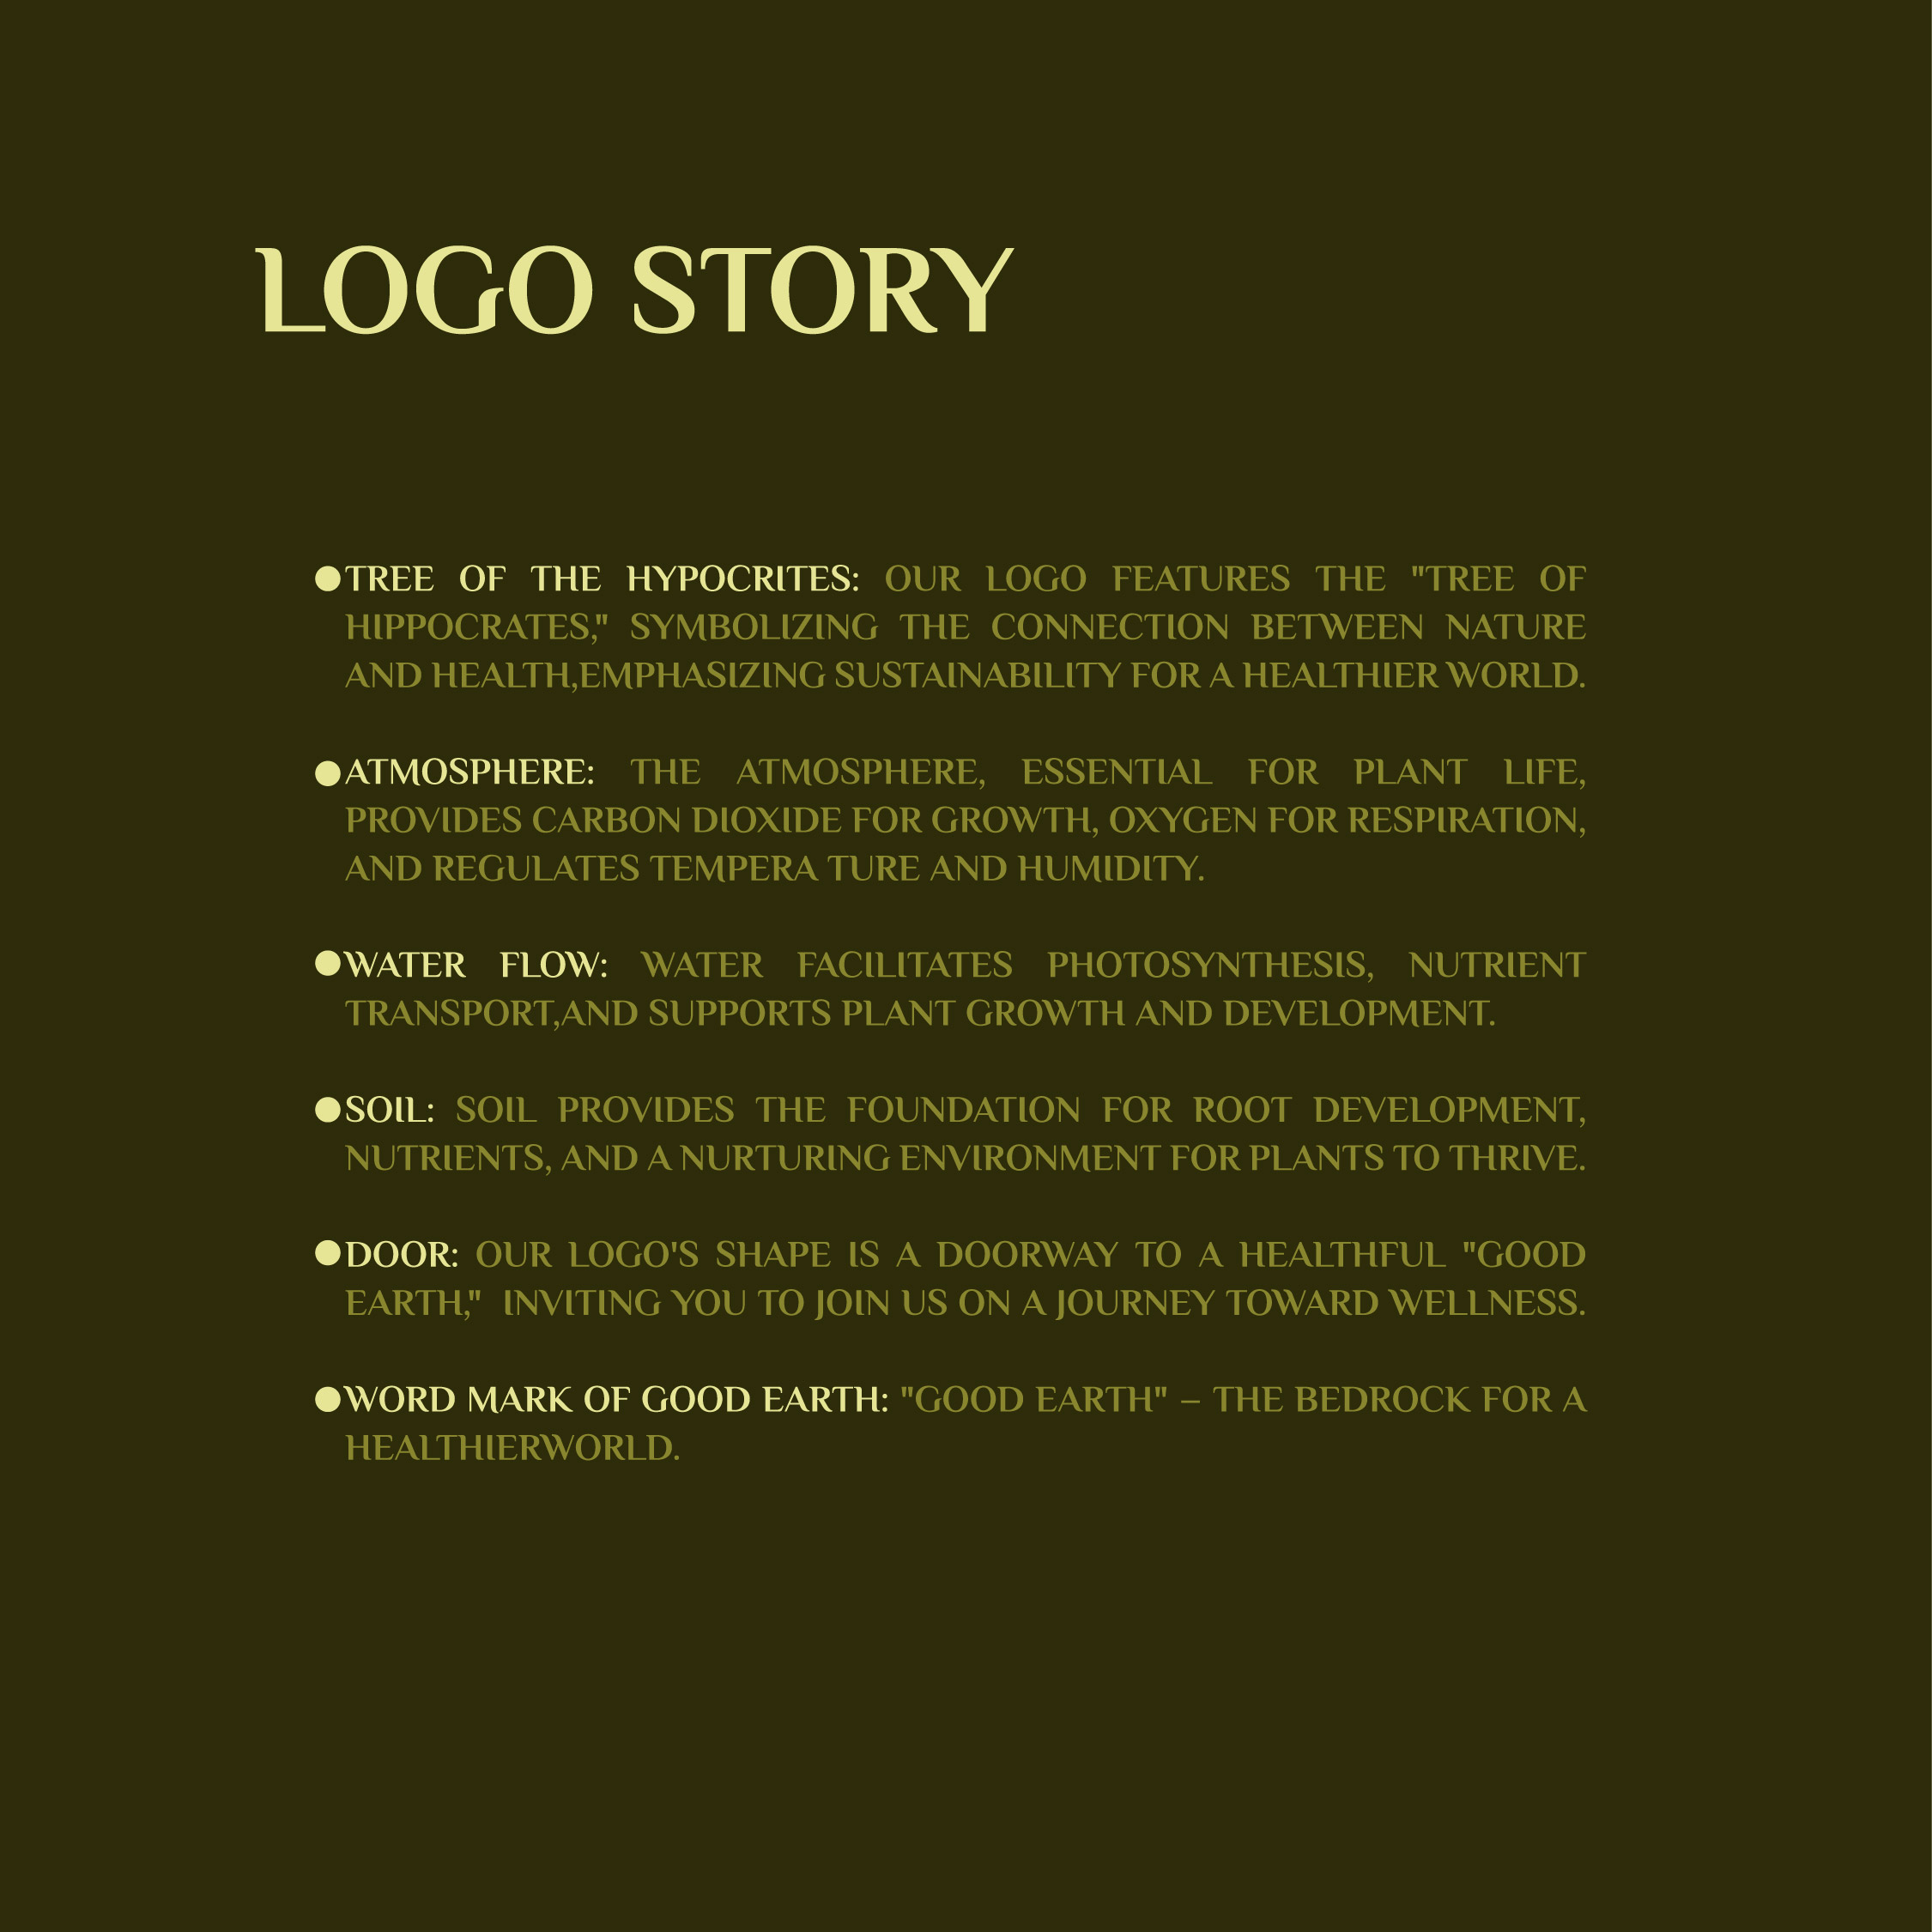 LOGO STORY
●TREE OF THE HYPOCRITES: OUR LOGO FEATURES THE "TREE OF
HIPPOCRATES," SYMBOLIZING THE CONNECTION BETWEEN NATURE
AND HEALTH,EMPHASIZING SUSTAINABILITY FOR A HEALTHIER WORLD.
●ATMOSPHERE: THE ATMOSPHERE, ESSENTIAL FOR PLANT LIFE,
PROVIDES CARBON DIOXIDE FOR GROWTH, OXYGEN FOR RESPIRATION,
AND REGULATES TEMPERA TURE AND HUMIDITY.
●WATER FLOW: WATER FACILITATES PHOTOSYNTHESIS, NUTRIENT
TRANSPORT,AND SUPPORTS PLANT GROWTH AND DEVELOPMENT.
●SOIL: SOIL PROVIDES THE FOUNDATION FOR ROOT DEVELOPMENT,
NUTRIENTS, AND A NURTURING ENVIRONMENT FOR PLANTS TO THRIVE.
●DOOR: OUR LOGO'S SHAPE IS A DOORWAY TO A HEALTHFUL "GOOD
EARTH," INVITING YOU TO JOIN US ON A JOURNEY TOWARD WELLNESS.
●WORD MARK OF GOOD EARTH: "GOOD EARTH" – THE BEDROCK FOR A
HEALTHIERWORLD.